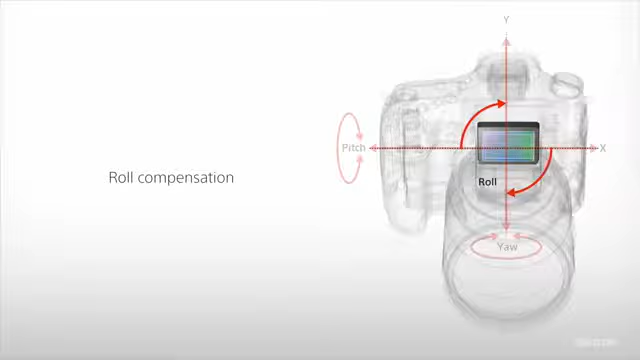 Y
Pitch
X
Roll compensation
Roll
Yaw